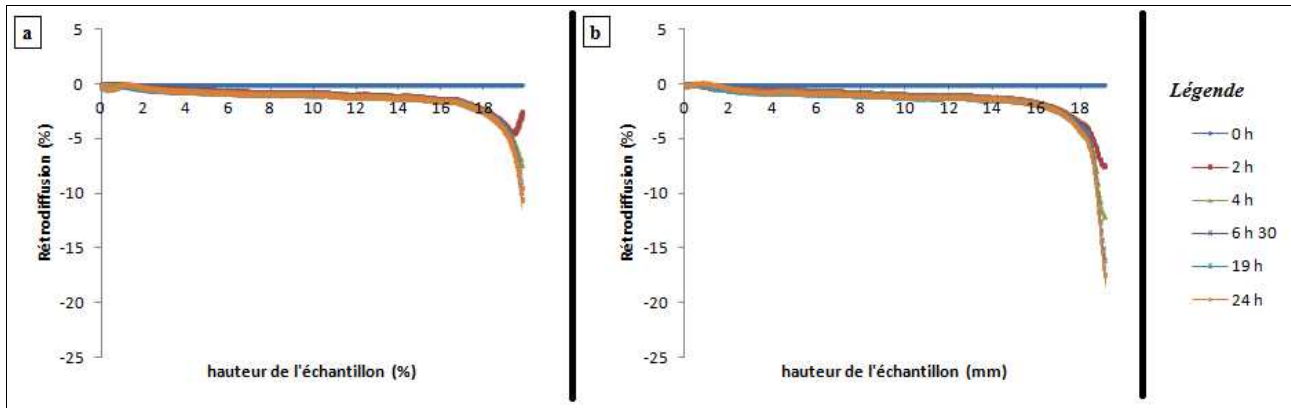 a
5
0
-5
-10
-15
-20
-25
0 2 4 6 8 10 12 14 16 18
Rétrodiffusion (%)
hauteur de l'échantillon (%)
b
5
0
-5
-10
-15
-20
-25
0 2 4 6 8 10 12 14 16 18
Rétrodiffusion (%)
hauteur de l'échantillon (mm)
Légende
0 h
2 h
4 h
6 h 30
19 h
24 h